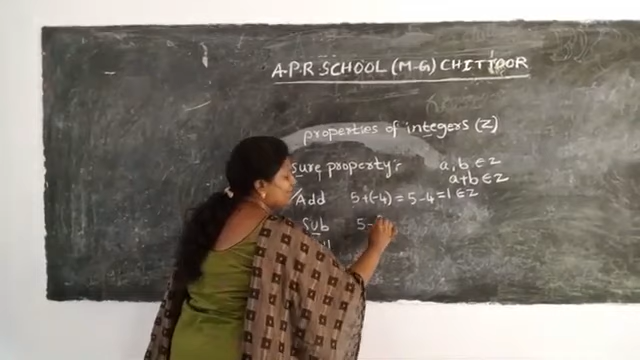 A.P.R SCHOOL (M-G) CHITTOOR
properties of integers (Z)
sure property:- a, b ∈ Z
a+b ∈ Z
Add 5+(-4) = 5-4=1 ∈ Z
Sub 5-